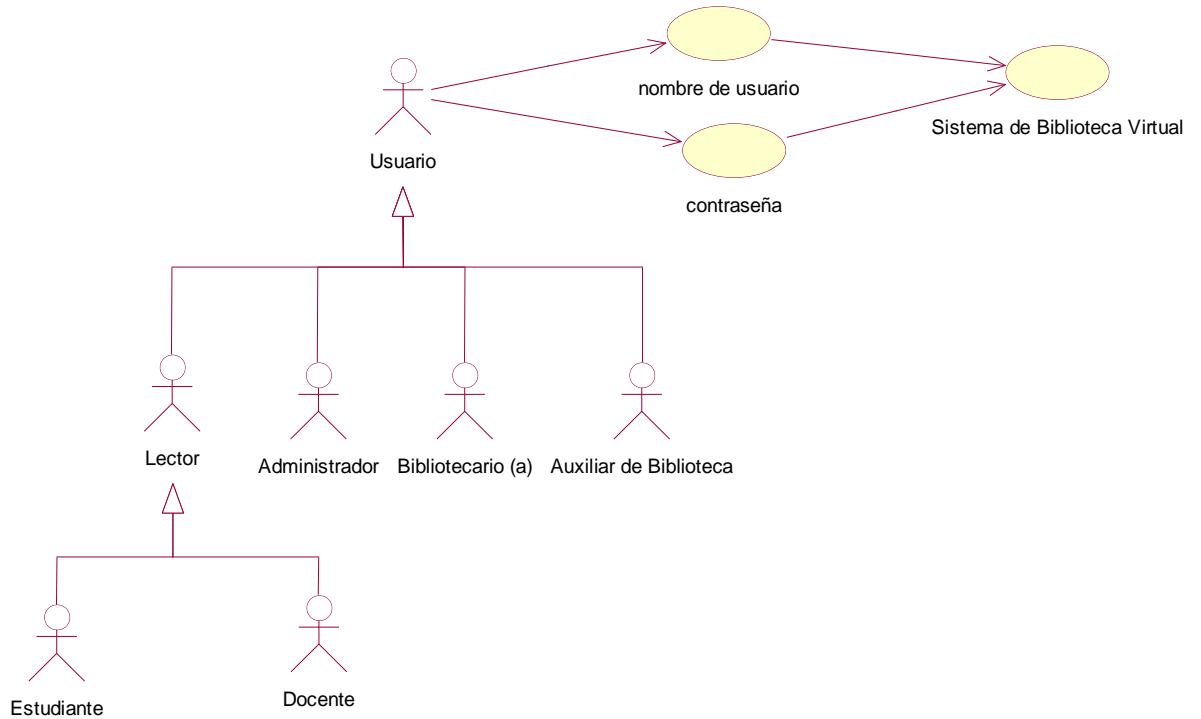 nombre de usuario
Sistema de Biblioteca Virtual
Usuario
contraseña
Lector
Administrador
Bibliotecario (a)
Auxiliar de Biblioteca
Estudiante
Docente